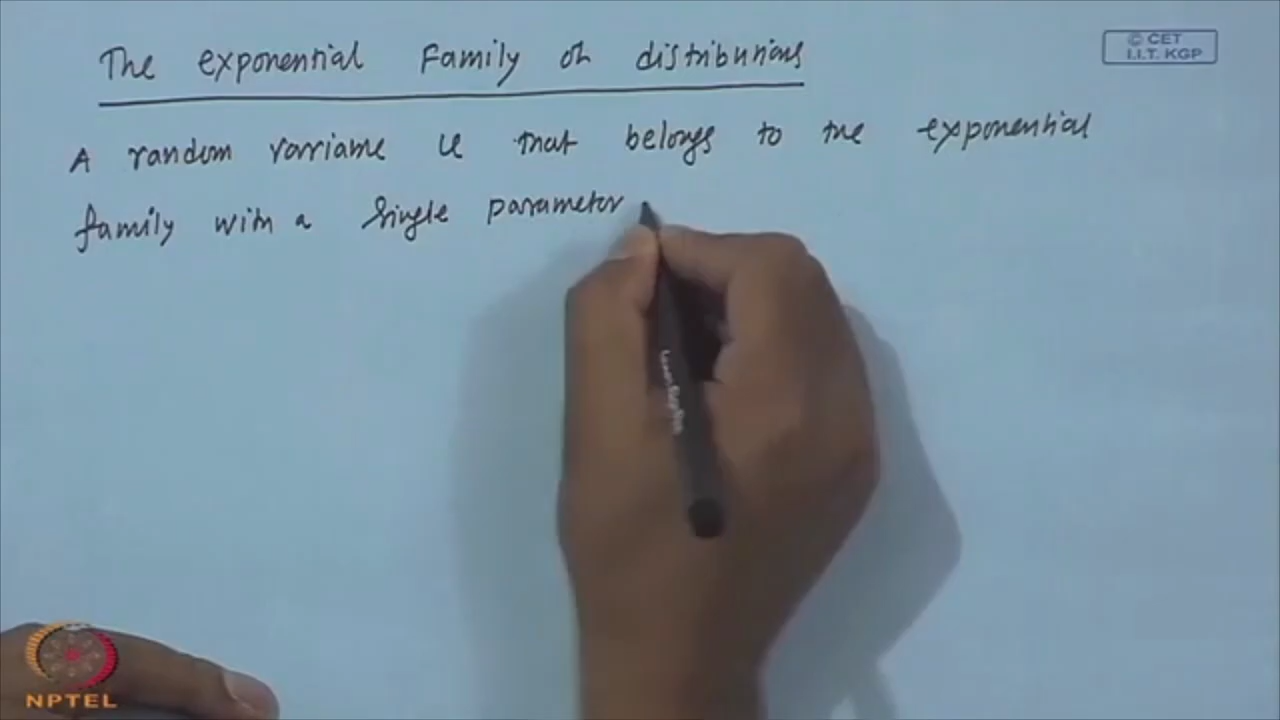 The exponential Family of distributions
© CET
I.I.T. KGP
A random variable u that belongs to the exponential
family with a single parameter
NPTEL